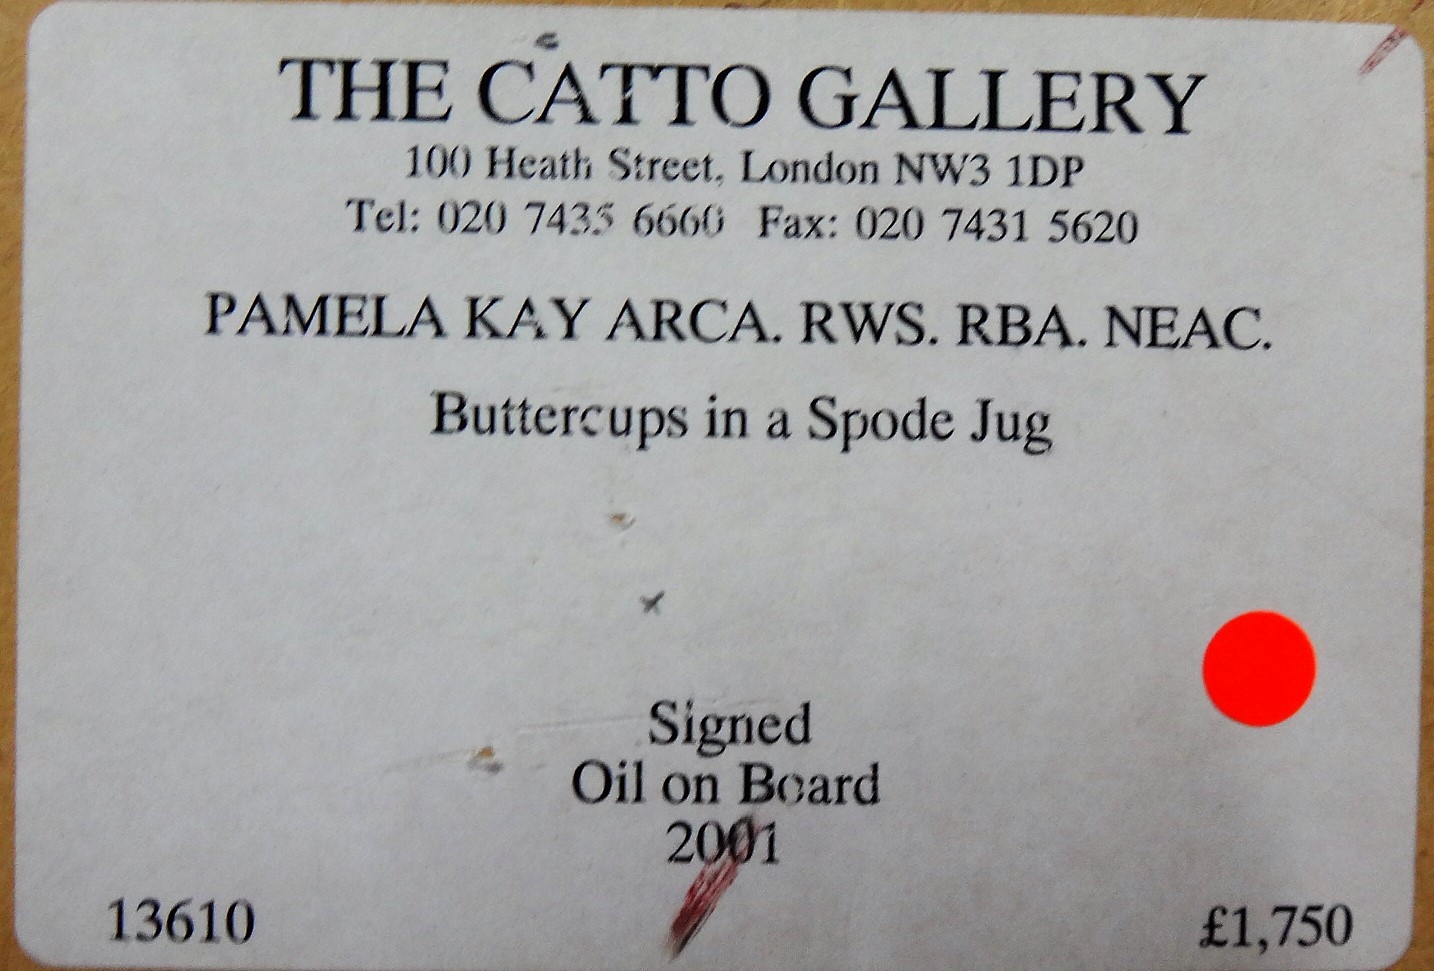 THE CATTO GALLERY
100 Heath Street, London NW3 1DP
Tel: 020 7435 6660 Fax: 020 7431 5620
PAMELA KAY ARCA. RWS. RBA. NEAC.
Buttercups in a Spode Jug
Signed
Oil on Board
2001
13610 £1,750